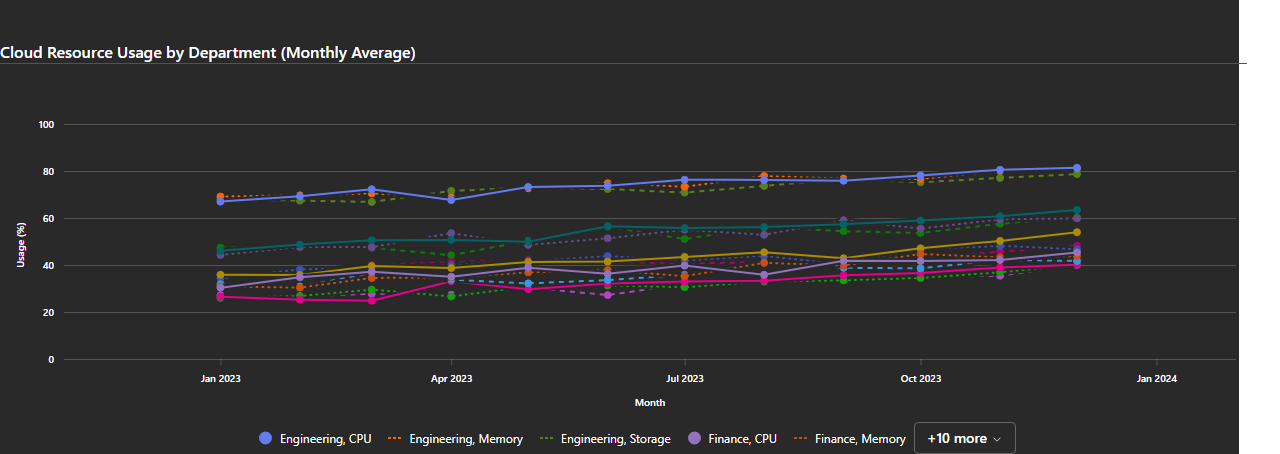 Cloud Resource Usage by Department (Monthly Average)
100
80
60
40
20
0
Usage (%)
Jan 2023 Apr 2023 Jul 2023 Oct 2023 Jan 2024
Month
Engineering, CPU Engineering, Memory Engineering, Storage Finance, CPU Finance, Memory +10 more